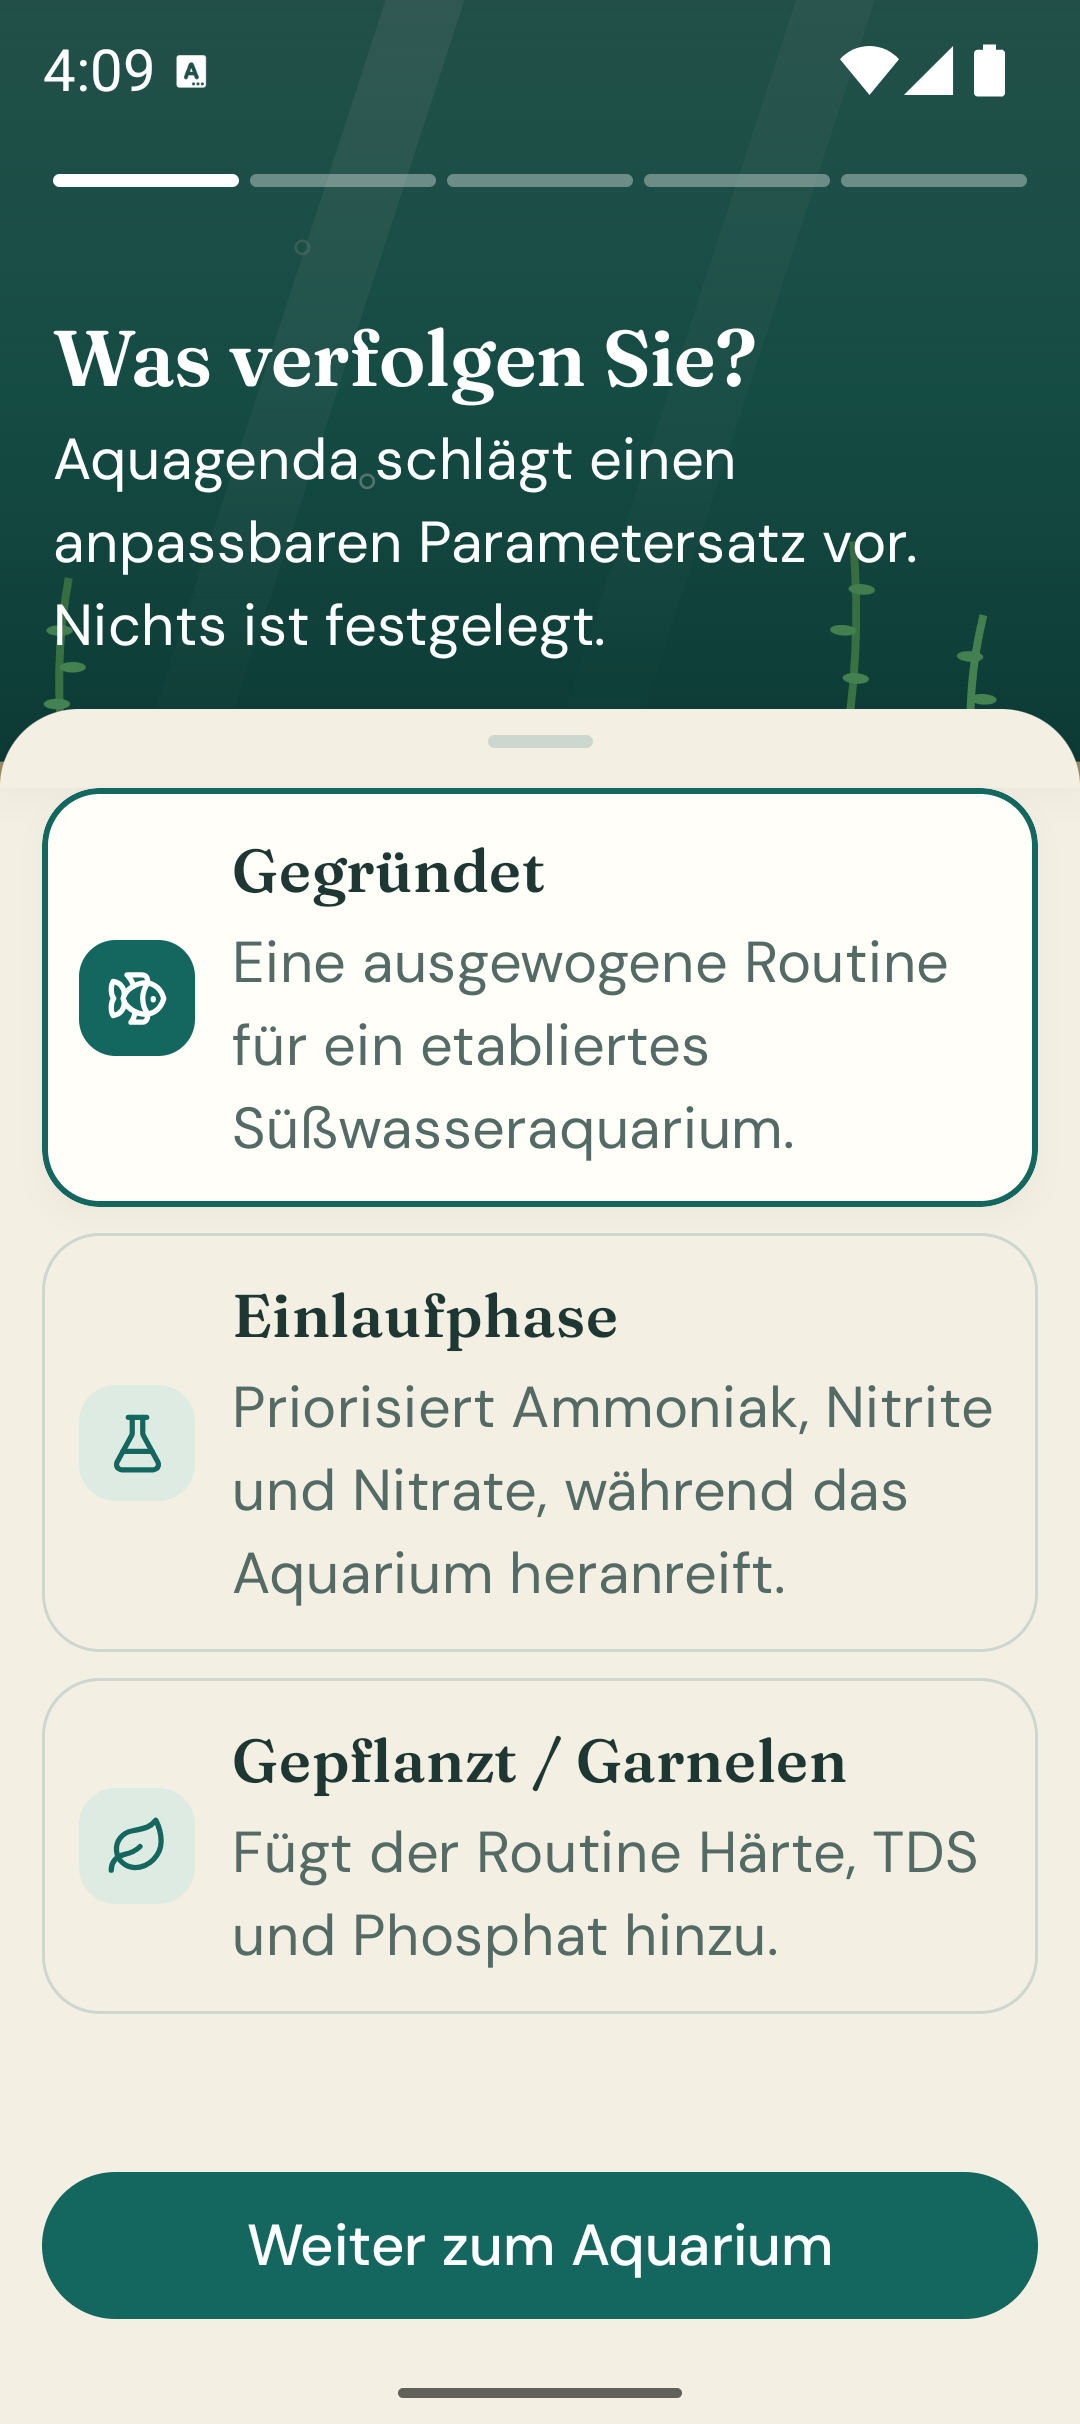 4:09
Was verfolgen Sie?
Aquagenda schlägt einen
anpassbaren Parametersatz vor.
Nichts ist festgelegt.
Gegründet
Eine ausgewogene Routine
für ein etabliertes
Süßwasseraquarium.
Einlaufphase
Priorisiert Ammoniak, Nitrite
und Nitrate, während das
Aquarium heranreift.
Gepflanzt / Garnelen
Fügt der Routine Härte, TDS
und Phosphat hinzu.
Weiter zum Aquarium